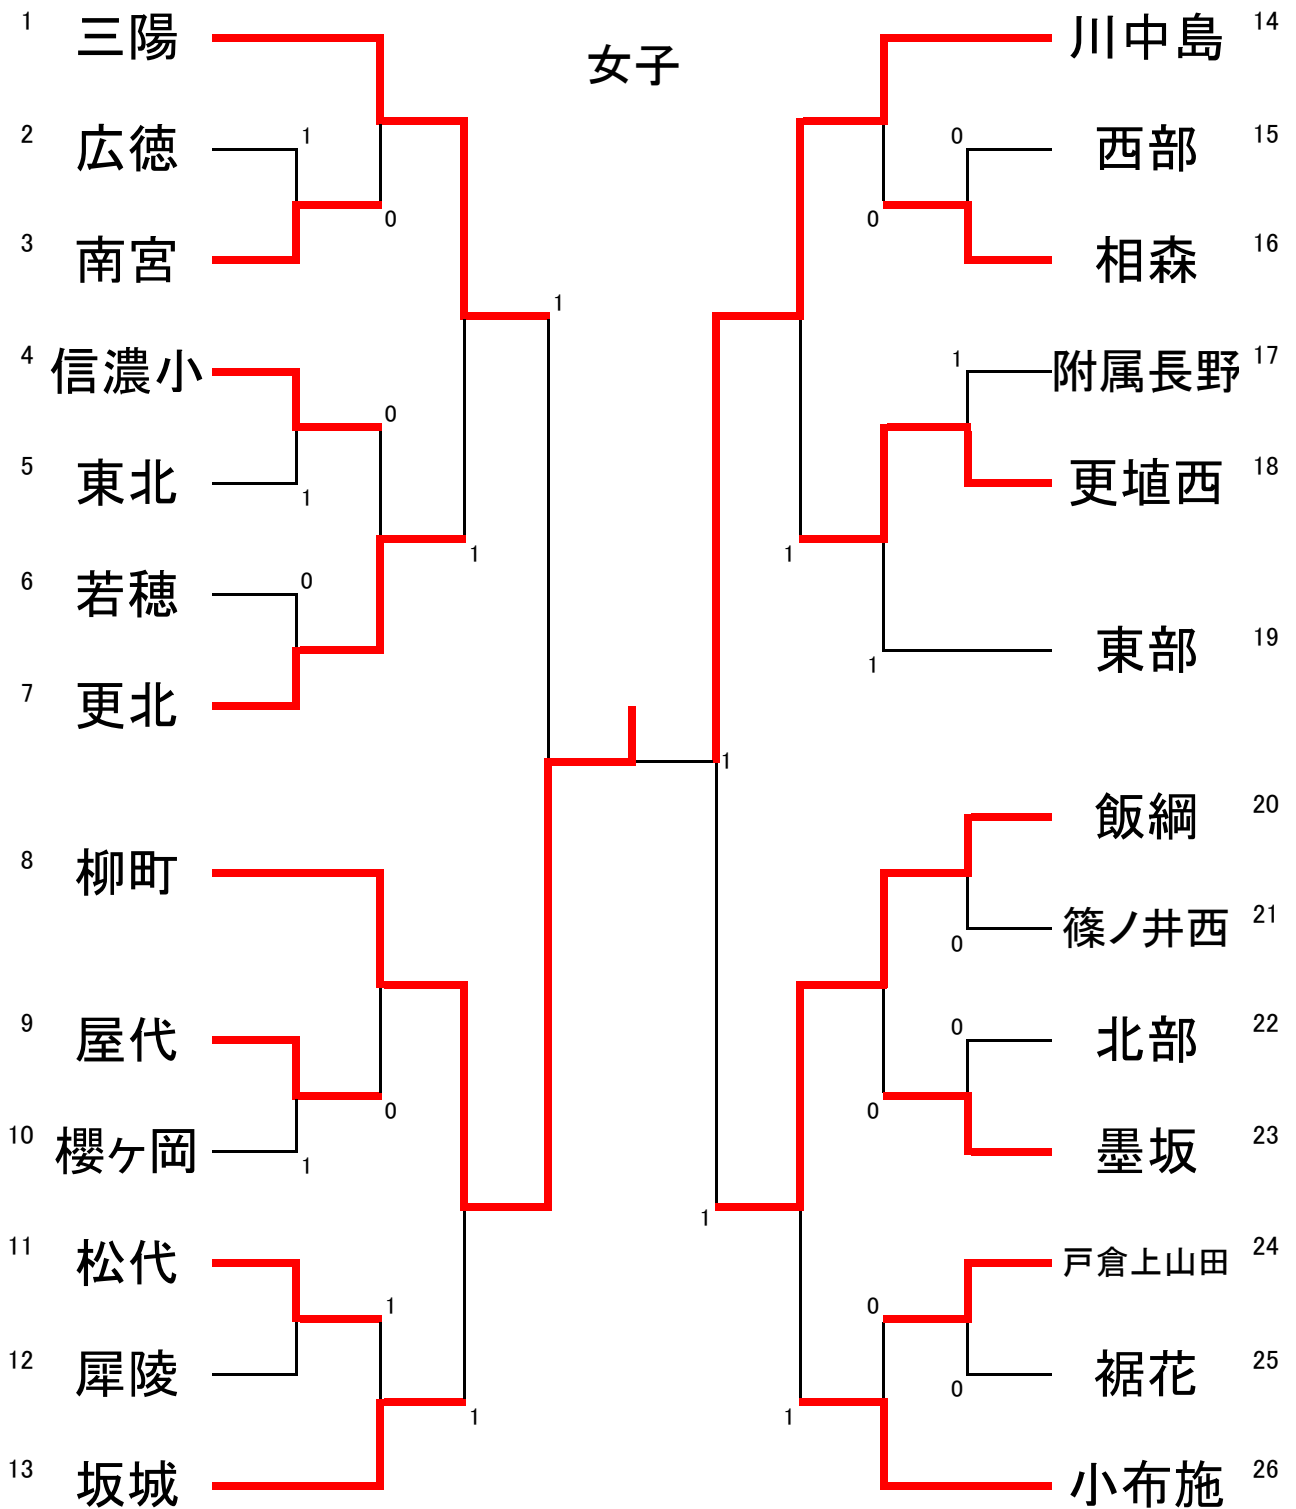 女子
1 三陽
2 広徳 1
3 南宮 0
4 信濃小 0
5 東北 1
6 若穂 0
7 更北
1
1
8 柳町
9 屋代
0
10 櫻ヶ岡 1
11 松代
1
12 犀陵
13 坂城
1
1
川中島 14
0 西部 15
0 相森 16
1 附属長野 17
更埴西 18
1
1 東部 19
飯綱 20
0 篠ノ井西 21
0 北部 22
0 墨坂 23
1
戸倉上山田 24
0
0 裾花 25
1
小布施 26